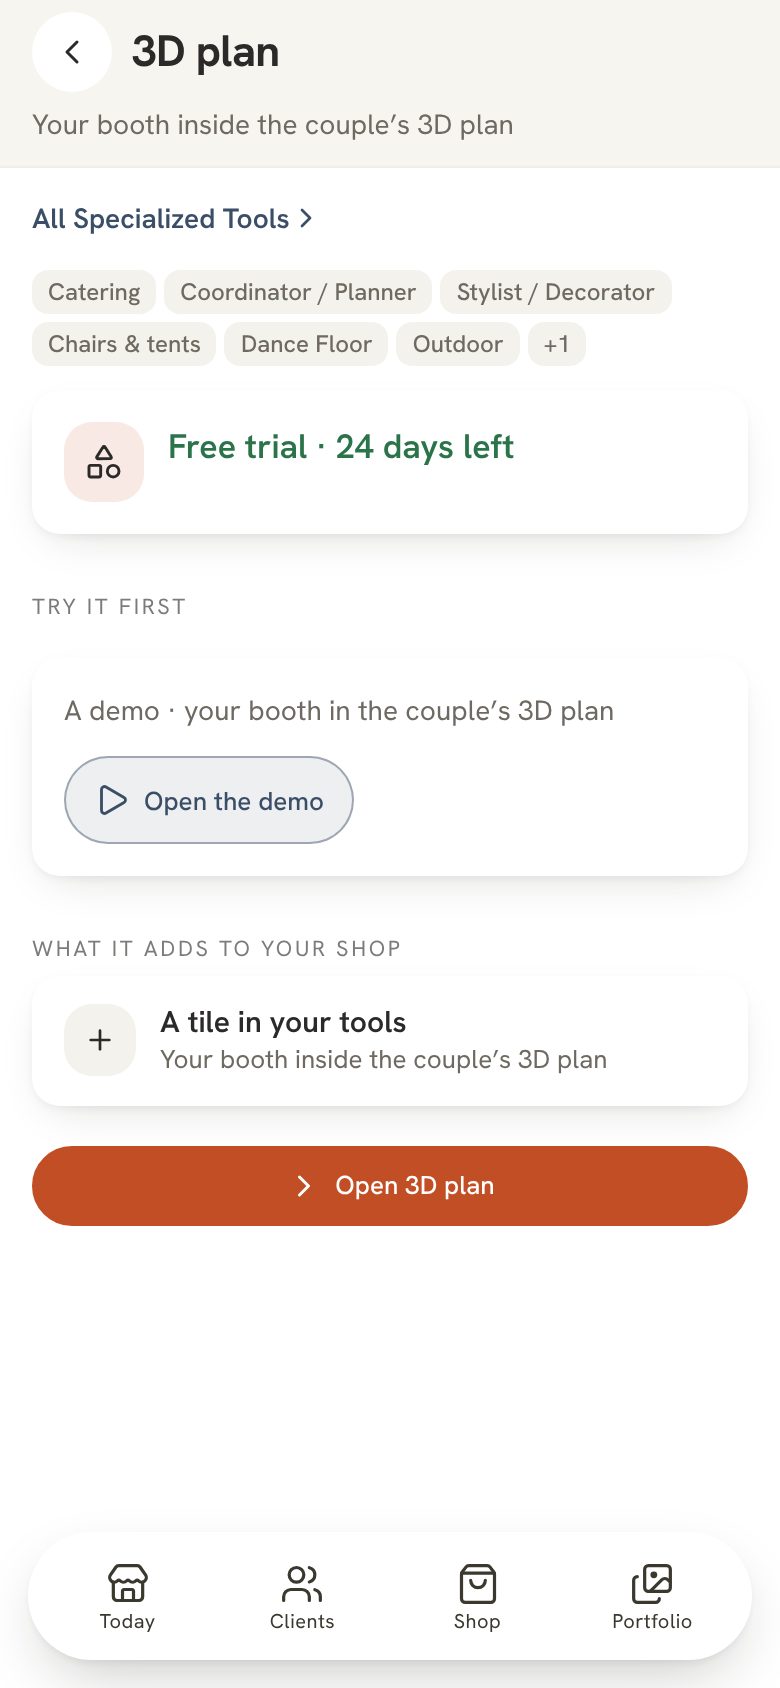 3D plan
Your booth inside the couple’s 3D plan
All Specialized Tools
Catering
Coordinator / Planner
Stylist / Decorator
Chairs & tents
Dance Floor
Outdoor
+1
Free trial · 24 days left
TRY IT FIRST
A demo · your booth in the couple’s 3D plan
Open the demo
WHAT IT ADDS TO YOUR SHOP
A tile in your tools
Your booth inside the couple’s 3D plan
Open 3D plan
Today
Clients
Shop
Portfolio